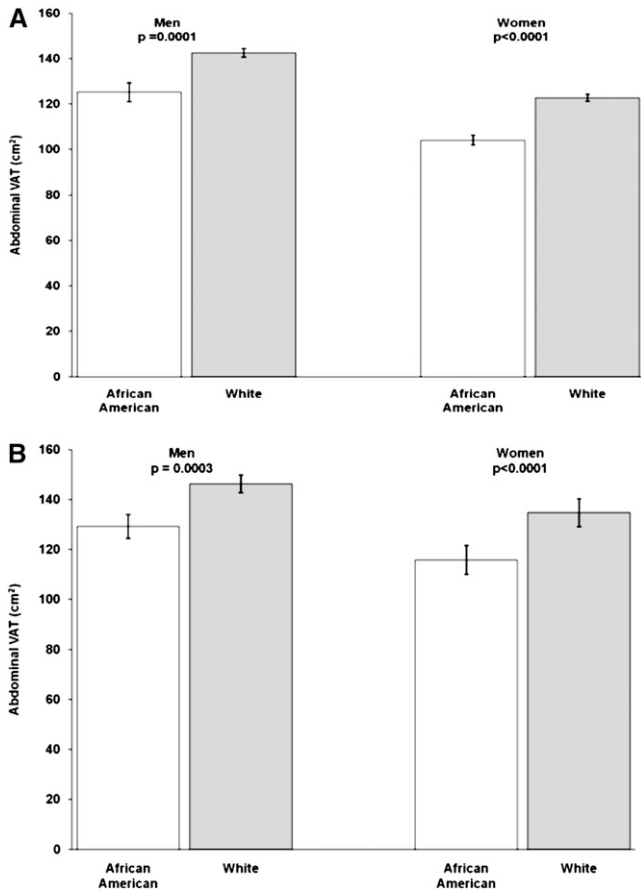 A
Men
p =0.0001
Women
p<0.0001
160
140
120
100
80
60
40
20
0
Abdominal VAT (cm²)
African
American
White
African
American
White
B
Men
p = 0.0003
Women
p<0.0001
160
140
120
100
80
60
40
20
0
Abdominal VAT (cm²)
African
American
White
African
American
White